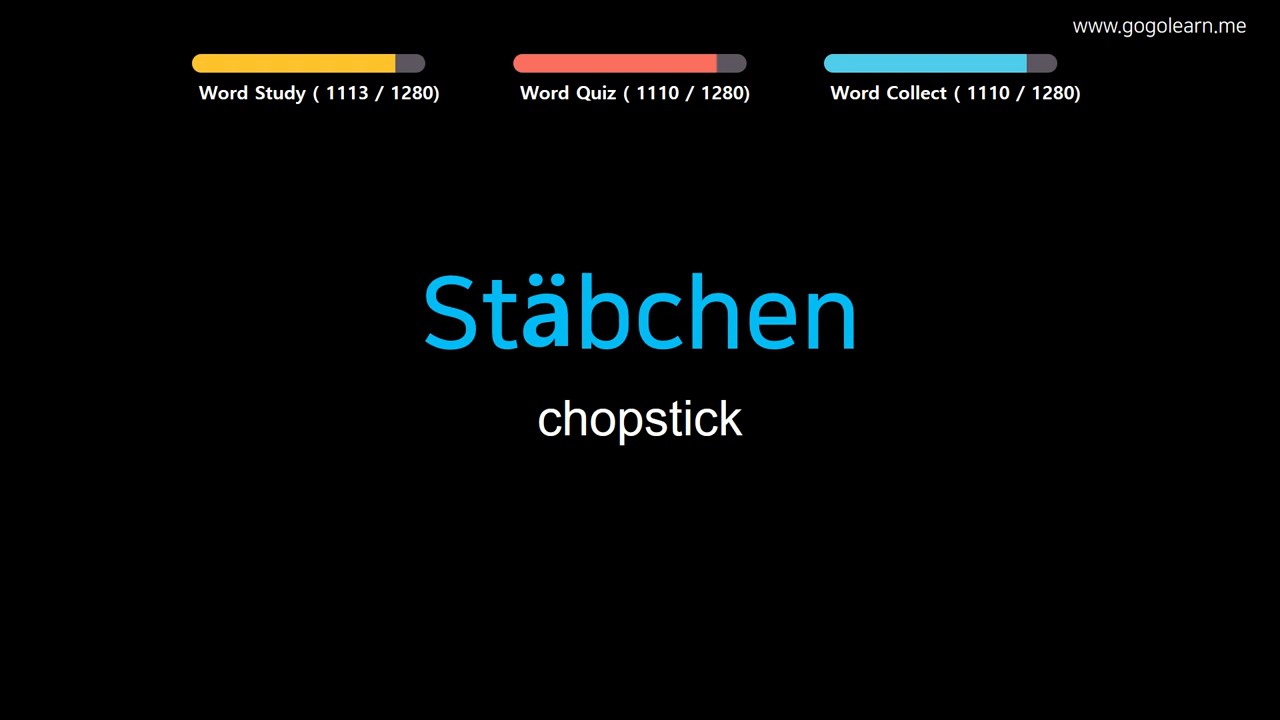 www.gogolearn.me
Word Study ( 1113 / 1280)
Word Quiz ( 1110 / 1280)
Word Collect ( 1110 / 1280)
Stäbchen
chopstick